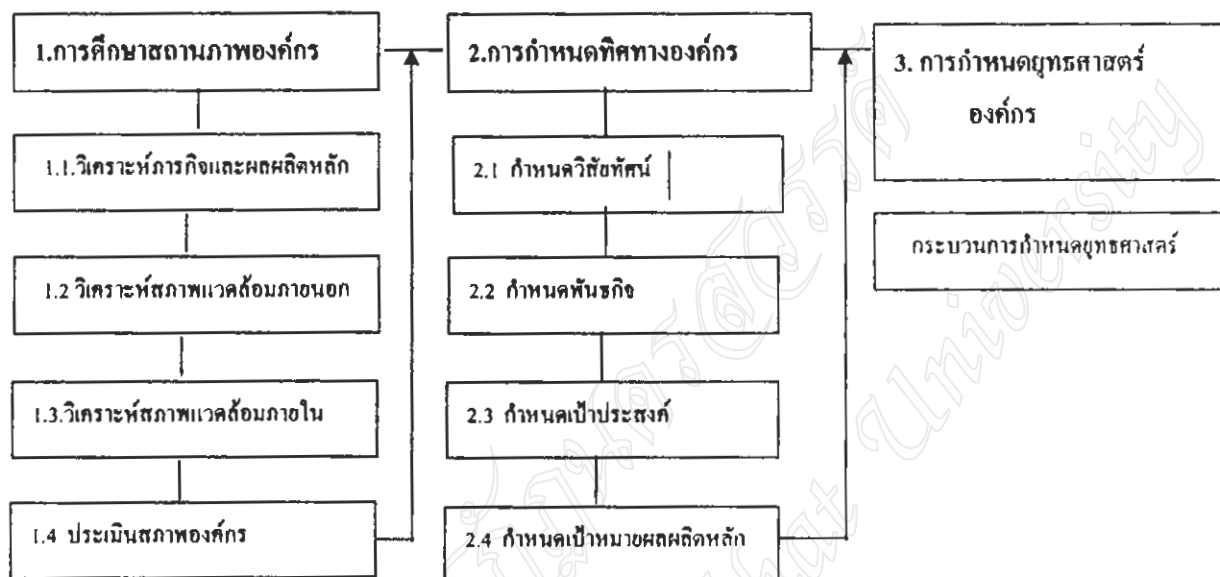 1.การศึกษาสถานภาพองค์กร
1.1.วิเคราะห์ภารกิจและผลผลิตหลัก
1.2 วิเคราะห์สภาพแวดล้อมภายนอก
1.3.วิเคราะห์สภาพแวดล้อมภายใน
1.4 ประเมินสภาพองค์กร
2.การกำหนดทิศทางองค์กร
2.1 กำหนดวิสัยทัศน์
2.2 กำหนดพันธกิจ
2.3 กำหนดเป้าประสงค์
2.4 กำหนดเป้าหมายผลผลิตหลัก
3. การกำหนดยุทธศาสตร์
องค์กร
กระบวนการกำหนดยุทธศาสตร์
University